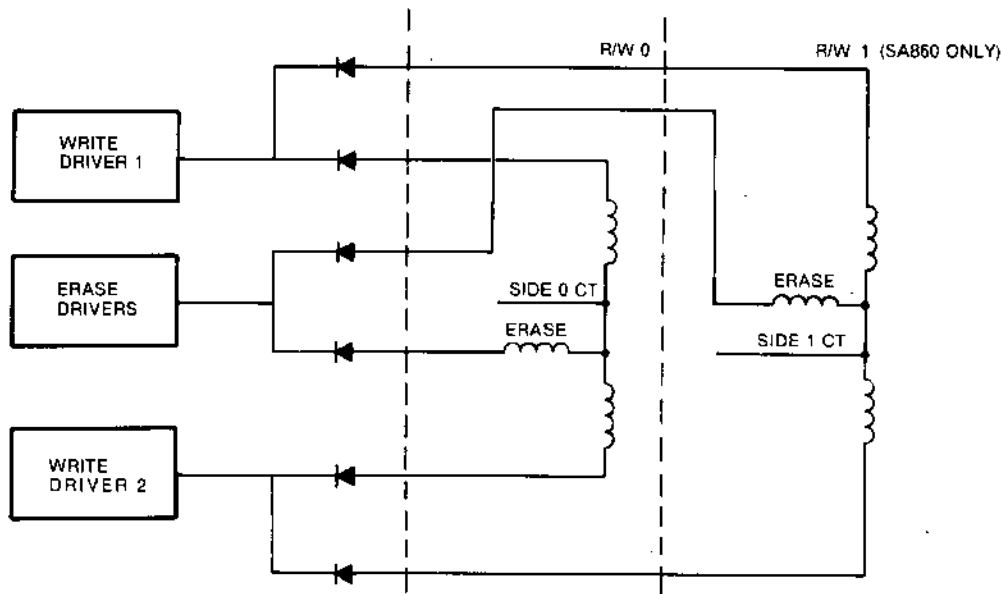 R/W 0
R/W 1 (SA860 ONLY)
WRITE
DRIVER 1
ERASE
DRIVERS
ERASE
SIDE 0 CT
ERASE
SIDE 1 CT
WRITE
DRIVER 2